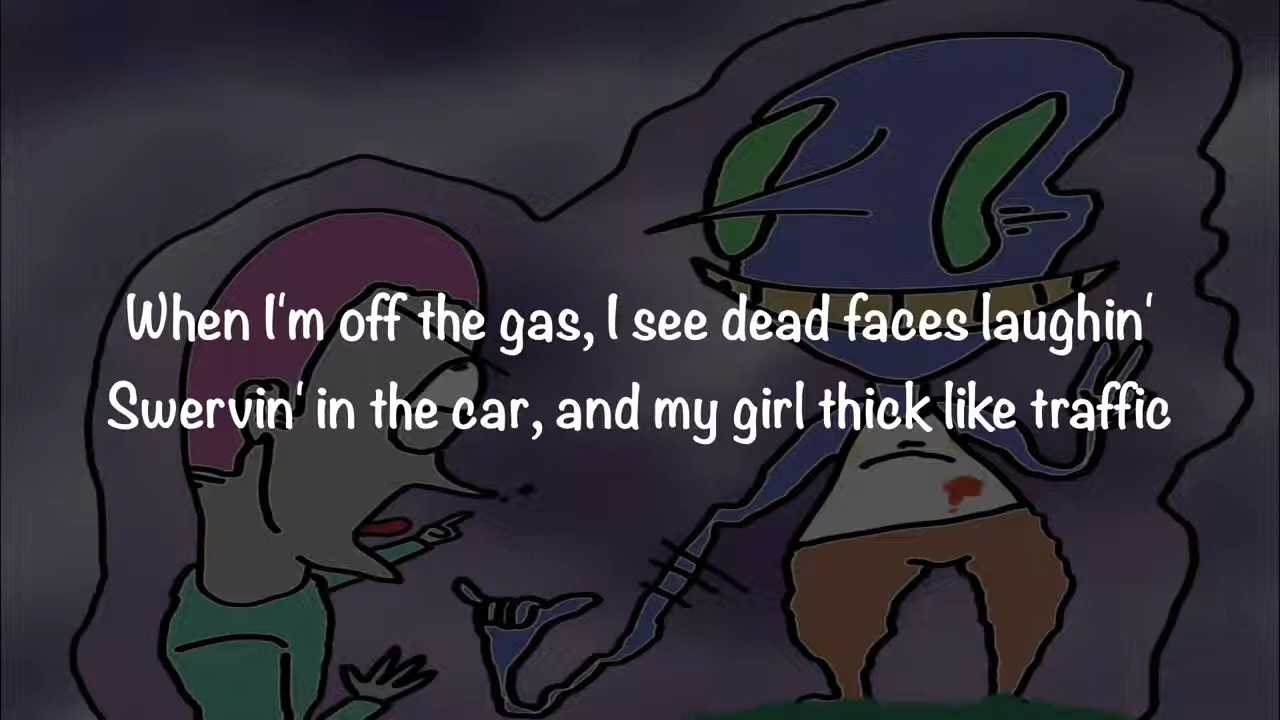 When I'm off the gas, I see dead faces laughin'
Swervin' in the car, and my girl thick like traffic